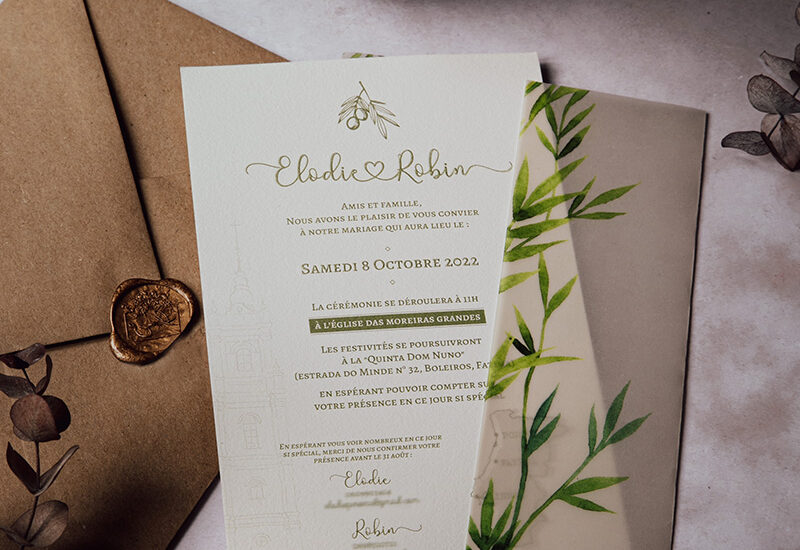 Elodie Robin
Amis et famille,
Nous avons le plaisir de vous convier
à notre mariage qui aura lieu le :
Samedi 8 Octobre 2022
La cérémonie se déroulera à 11h
à l'église das Moreiras Grandes
Les festivités se poursuivront
à la "Quinta Dom Nuno"
(Estrada do Minde n° 32, Boleiros,
En espérant pouvoir compter sur
votre présence en ce jour si
En espérant vous voir nombreux en ce jour
si spécial, merci de nous confirmer votre
présence avant le 31 août :
Elodie
Robin